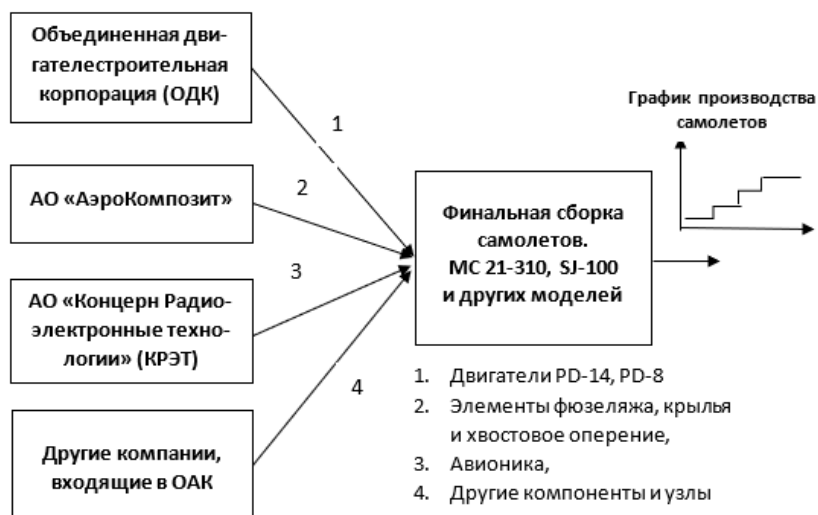 Объединенная дви-
гателестроительная
корпорация (ОДК)
1
График производства
самолетов
АО «АэроКомпозит»
2
Финальная сборка
самолетов.
МС 21-310, SJ-100
и других моделей
3
АО «Концерн Радио-
электронные техно-
логии» (КРЭТ)
4
Другие компании,
входящие в ОАК
1. Двигатели PD-14, PD-8
2. Элементы фюзеляжа, крылья
и хвостовое оперение,
3. Авионика,
4. Другие компоненты и узлы